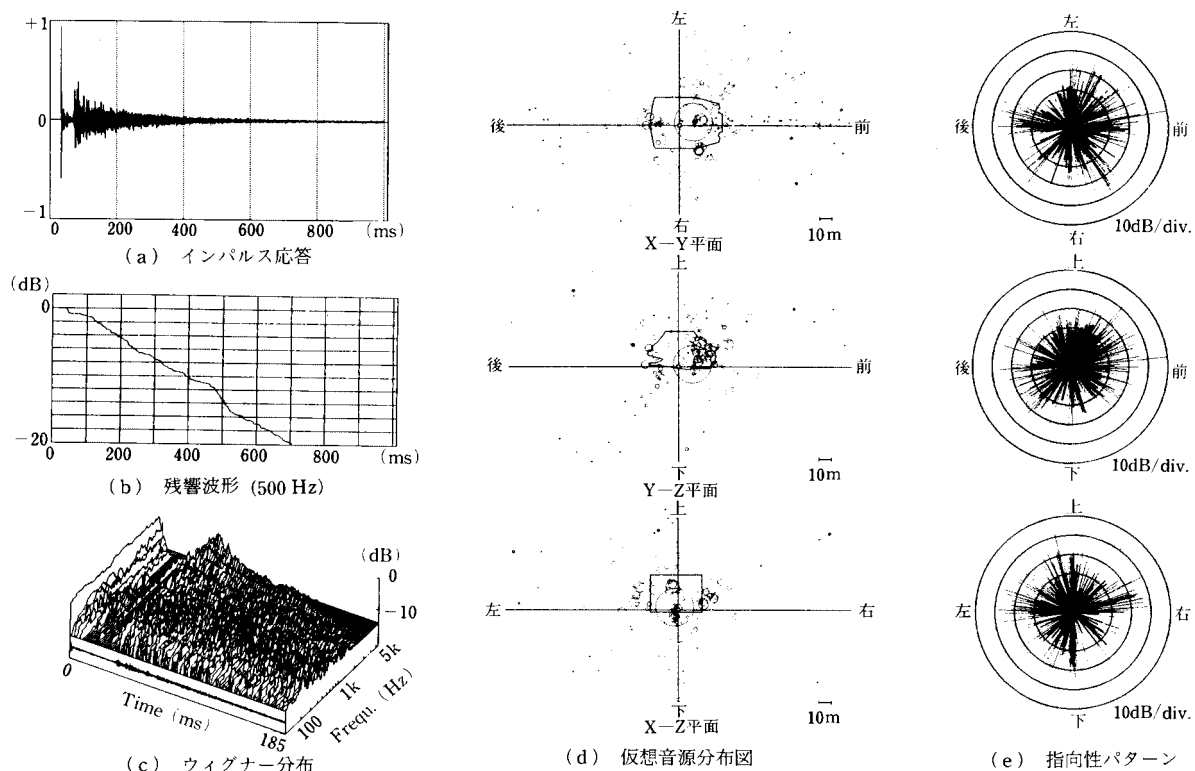 +1
0
−1
0 200 400 600 800 (ms)
(a) インパルス応答
(dB)
0
−20
0 200 400 600 800 (ms)
(b) 残響波形 (500 Hz)
(dB)
0
−10
5k
1k
100
Frequ. (Hz)
0
Time (ms)
185
(c) ウィグナー分布
左
後
前
右
X−Y平面
10m
上
後
前
下
Y−Z平面
10m
上
左
右
下
X−Z平面
10m
(d) 仮想音源分布図
左
後
前
右
10dB/div.
上
後
前
下
10dB/div.
上
左
右
下
10dB/div.
(e) 指向性パターン